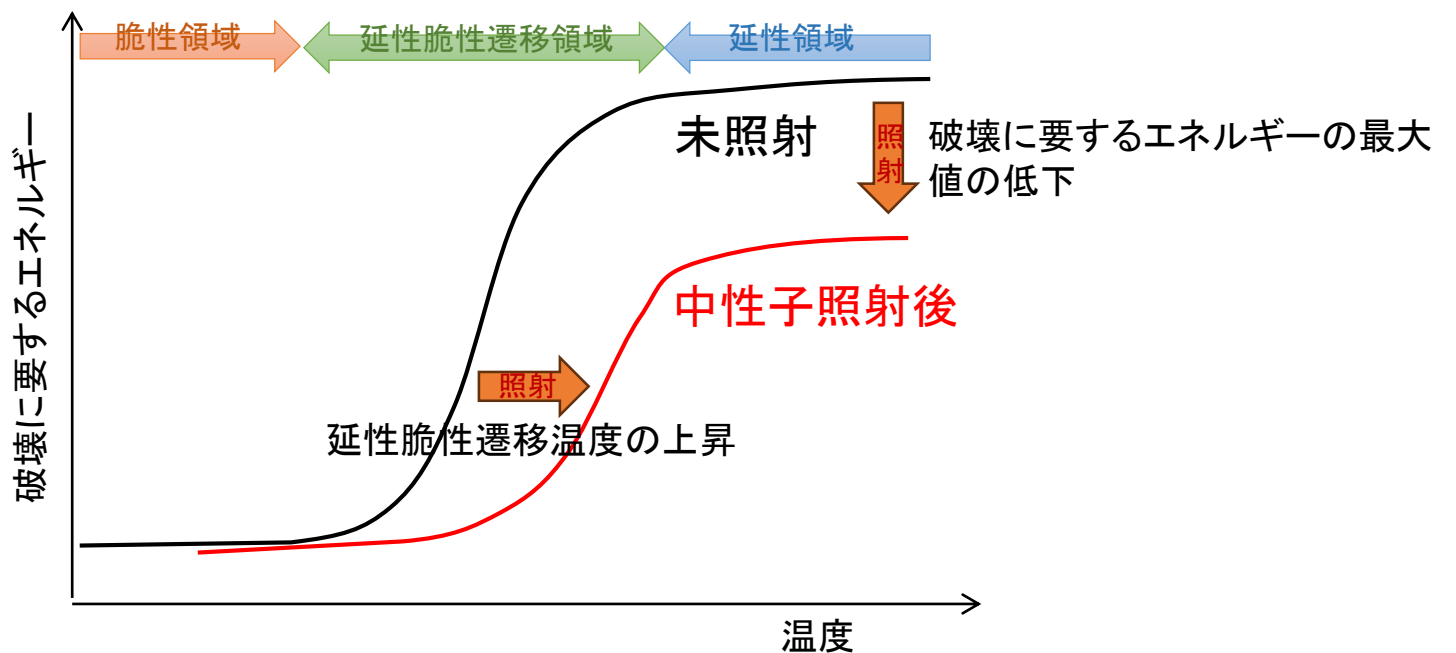 脆性領域
延性脆性遷移領域
延性領域
未照射
照
射
破壊に要するエネルギーの最大
値の低下
破壊に要するエネルギー
中性子照射後
照射
延性脆性遷移温度の上昇
温度